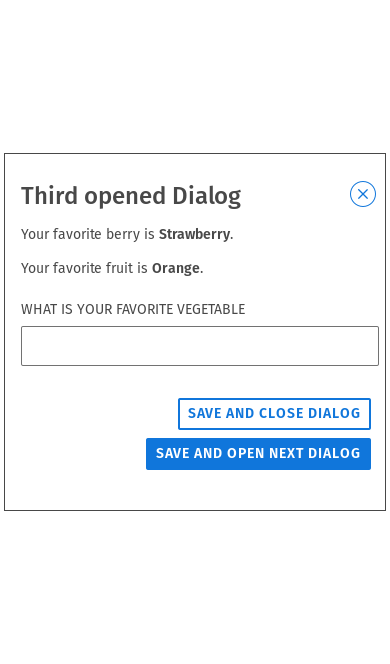 Third opened Dialog
Your favorite berry is Strawberry.
Your favorite fruit is Orange.
WHAT IS YOUR FAVORITE VEGETABLE
SAVE AND CLOSE DIALOG
SAVE AND OPEN NEXT DIALOG